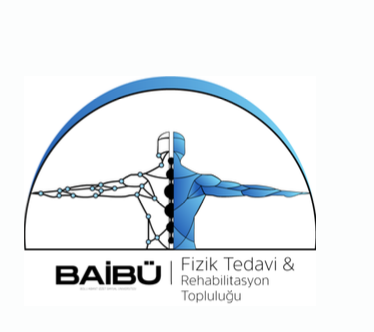 BAİBÜ
Fizik Tedavi &
Rehabilitasyon
Topluluğu